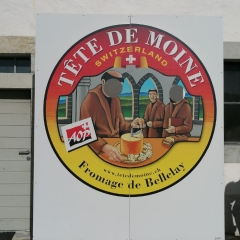 TÊTE DE MOINE
SWITZERLAND
AOP
www.tetedemoine.ch
Fromage de Bellelay